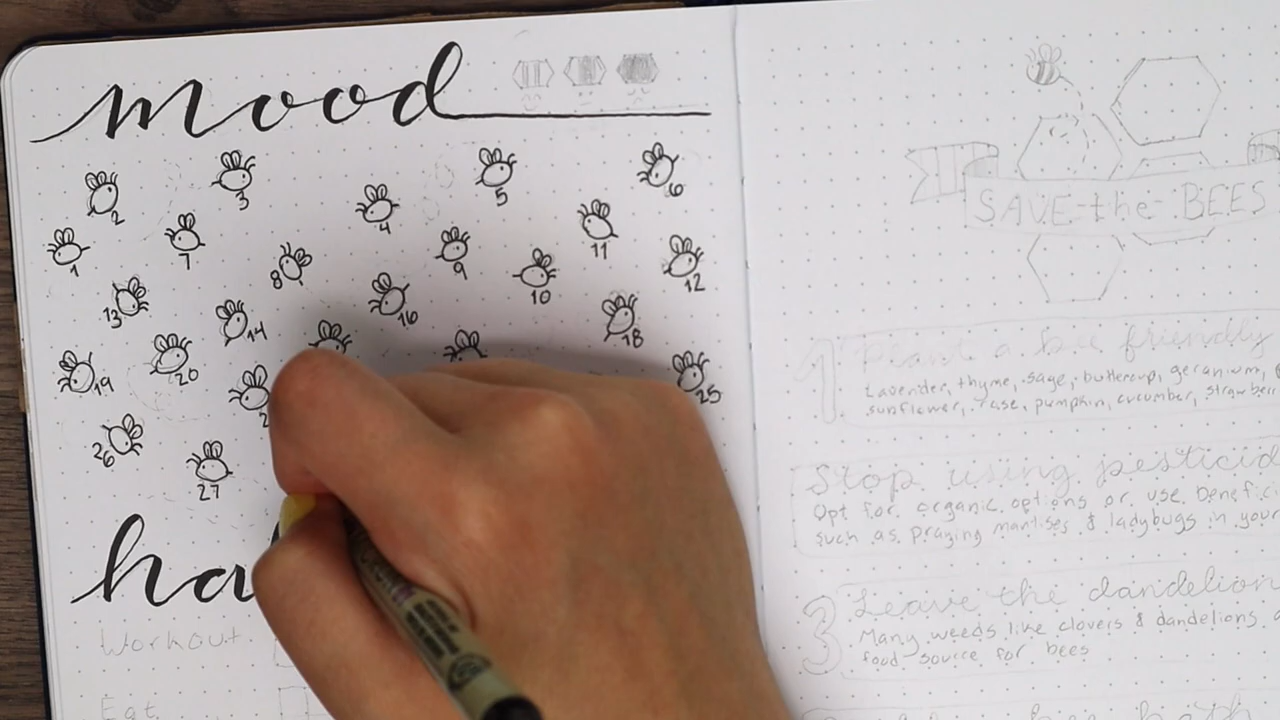 mood
2 3 5 6
1 7 4 9 11
8 10 12
13 14 16 18
19 20 25
26 27
ha
Workout
Eat
SAVE the BEES
1 Plant a bee friendly
Lavender, thyme, sage, buttercup, geranium,
sunflower, rose, pumpkin, cucumber,
Stop using
Opt for organic options or use
such as praying mantises & ladybugs in your
3 Leave the dandelion
Many weeds like clovers & dandelions
food source for bees